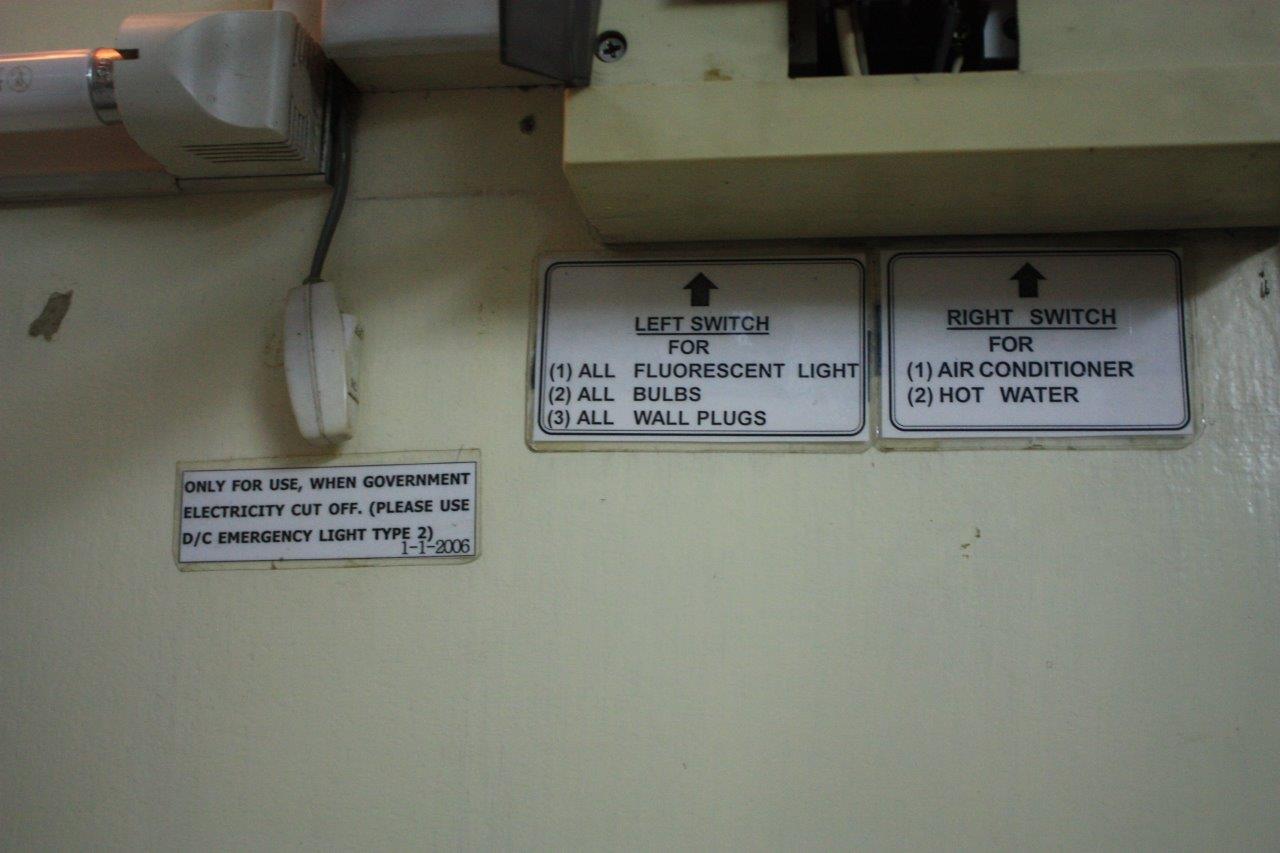 ONLY FOR USE, WHEN GOVERNMENT
ELECTRICITY CUT OFF. (PLEASE USE
D/C EMERGENCY LIGHT TYPE 2)
1-1-2006
LEFT SWITCH
FOR
(1) ALL FLUORESCENT LIGHT
(2) ALL BULBS
(3) ALL WALL PLUGS
RIGHT SWITCH
FOR
(1) AIR CONDITIONER
(2) HOT WATER